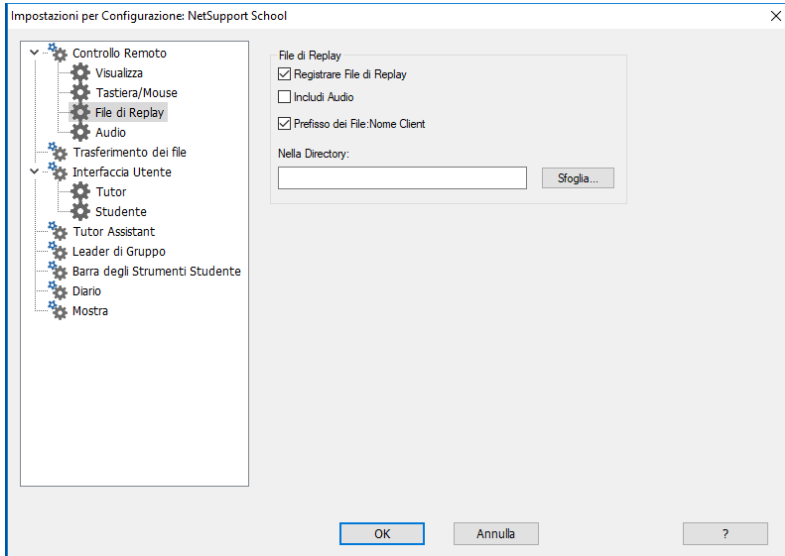 Impostazioni per Configurazione: NetSupport School
Controllo Remoto
Visualizza
Tastiera/Mouse
File di Replay
Audio
Trasferimento dei file
Interfaccia Utente
Tutor
Studente
Tutor Assistant
Leader di Gruppo
Barra degli Strumenti Studente
Diario
Mostra
File di Replay
Registrare File di Replay
Includi Audio
Prefisso dei File:Nome Client
Nella Directory:
Sfoglia...
OK
Annulla
?